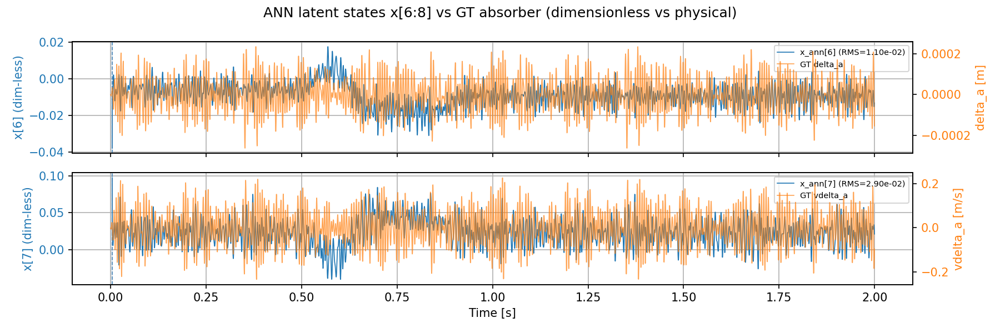 ANN latent states x[6:8] vs GT absorber (dimensionless vs physical)
0.02
0.00
−0.02
−0.04
x[6] (dim-less)
x_ann[6] (RMS=1.10e-02)
GT delta_a
0.0002
0.0000
−0.0002
delta_a [m]
0.10
0.05
0.00
x[7] (dim-less)
x_ann[7] (RMS=2.90e-02)
GT vdelta_a
0.2
0.0
−0.2
vdelta_a [m/s]
0.00 0.25 0.50 0.75 1.00 1.25 1.50 1.75 2.00
Time [s]